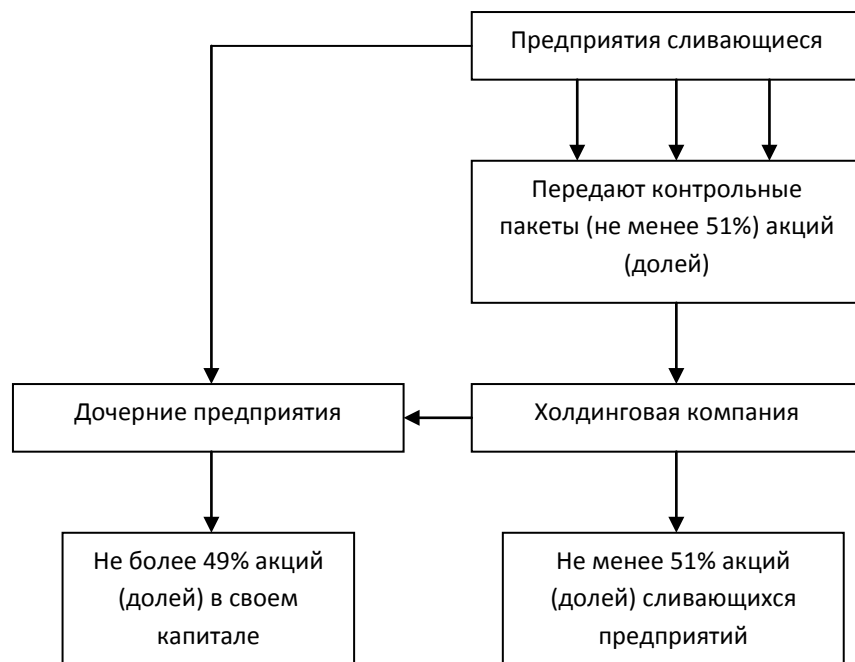 Предприятия сливающиеся
Передают контрольные
пакеты (не менее 51%) акций
(долей)
Дочерние предприятия
Холдинговая компания
Не более 49% акций
(долей) в своем
капитале
Не менее 51% акций
(долей) сливающихся
предприятий